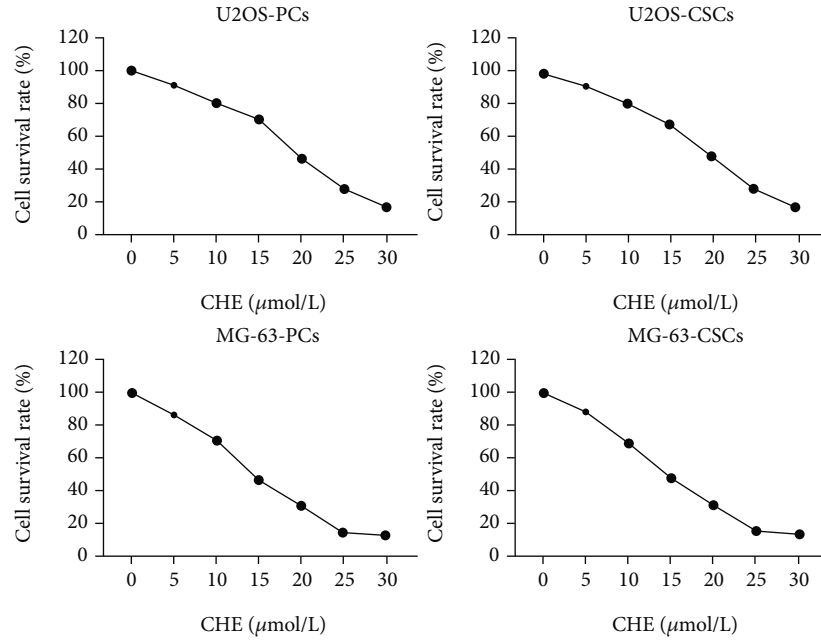 U2OS-PCs
Cell survival rate (%)
120
100
80
60
40
20
0
0 5 10 15 20 25 30
CHE (μmol/L)
U2OS-CSCs
Cell survival rate (%)
120
100
80
60
40
20
0
0 5 10 15 20 25 30
CHE (μmol/L)
MG-63-PCs
Cell survival rate (%)
120
100
80
60
40
20
0
0 5 10 15 20 25 30
CHE (μmol/L)
MG-63-CSCs
Cell survival rate (%)
120
100
80
60
40
20
0
0 5 10 15 20 25 30
CHE (μmol/L)